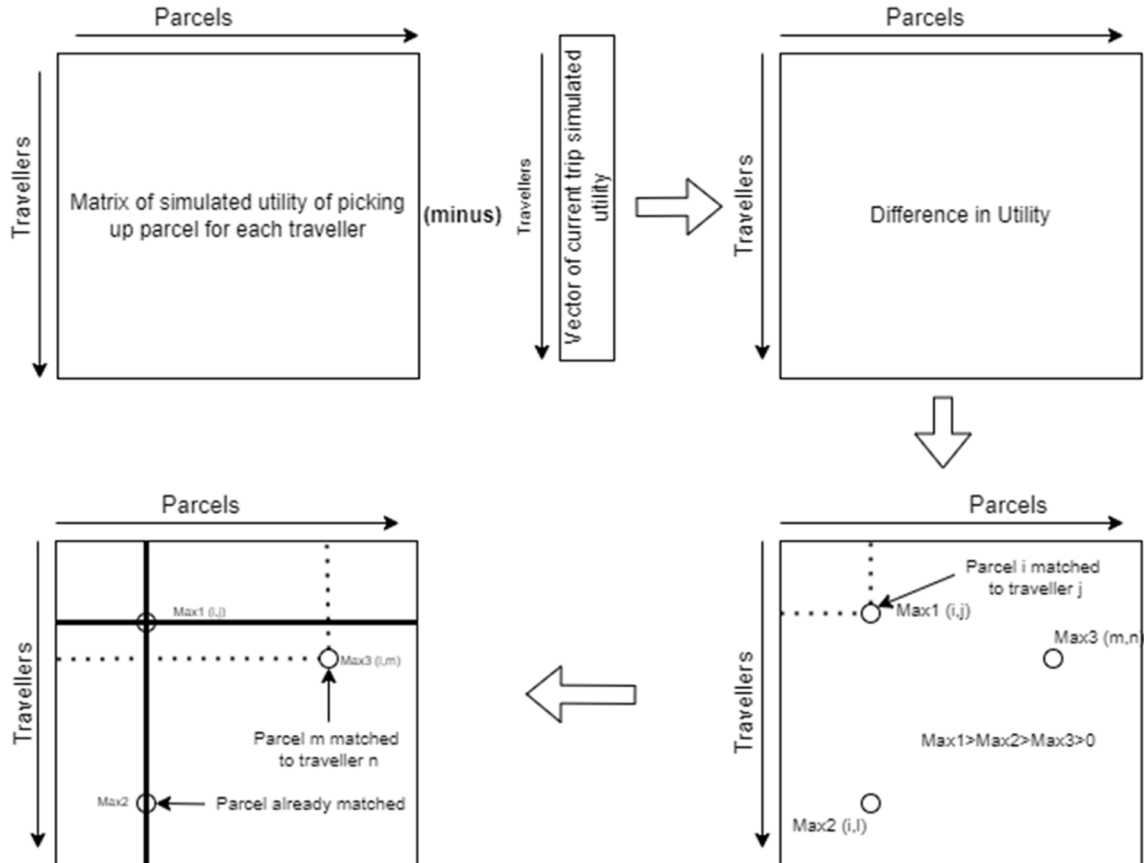 Parcels
Travellers
Matrix of simulated utility of picking
up parcel for each traveller
(minus)
Travellers
Vector of current trip simulated
utility
Parcels
Travellers
Difference in Utility
Parcels
Travellers
Max1 (i,j)
Max3 (l,m)
Parcel m matched
to traveller n
Max2
Parcel already matched
Parcels
Travellers
Parcel i matched
to traveller j
Max1 (i,j)
Max3 (m,n)
Max1>Max2>Max3>0
Max2 (i,l)